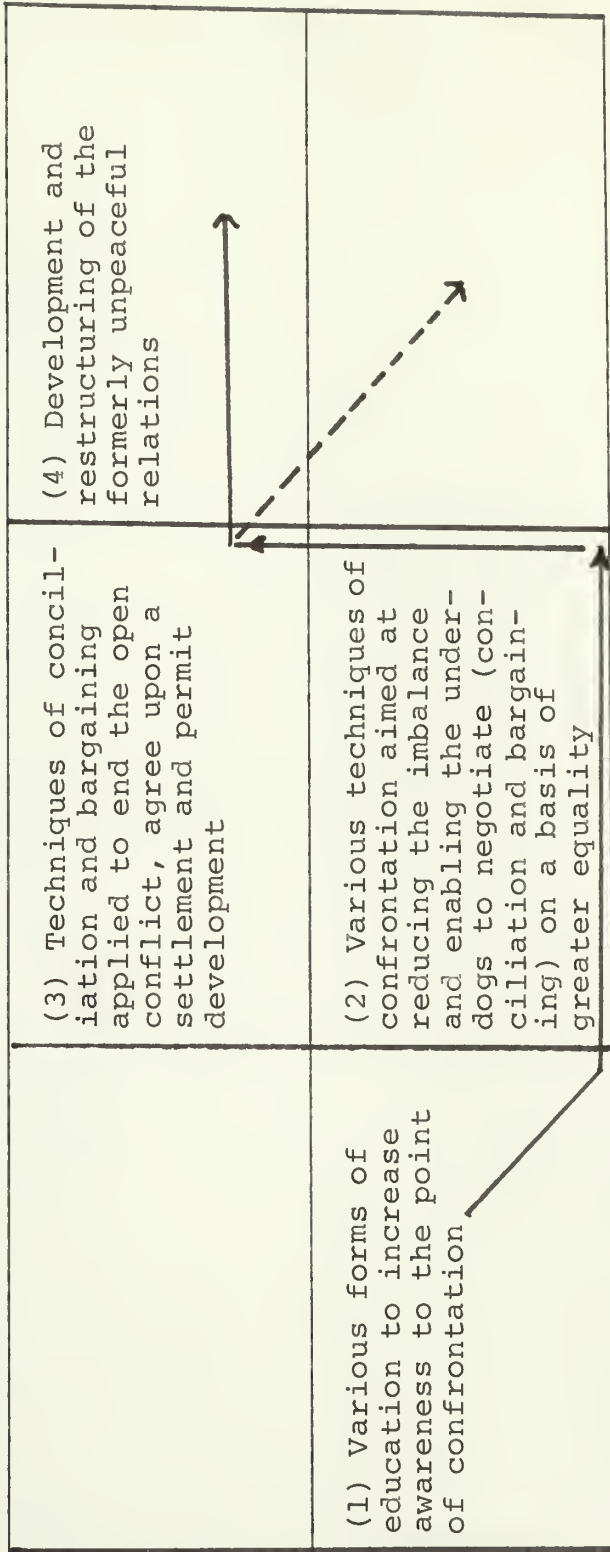 (1) Various forms of
education to increase
awareness to the point
of confrontation
(2) Various techniques of
confrontation aimed at
reducing the imbalance
and enabling the under-
dogs to negotiate (con-
ciliation and bargain-
ing) on a basis of
greater equality
(3) Techniques of concil-
iation and bargaining
applied to end the open
conflict, agree upon a
settlement and permit
development
(4) Development and
restructuring of the
formerly unpeaceful
relations